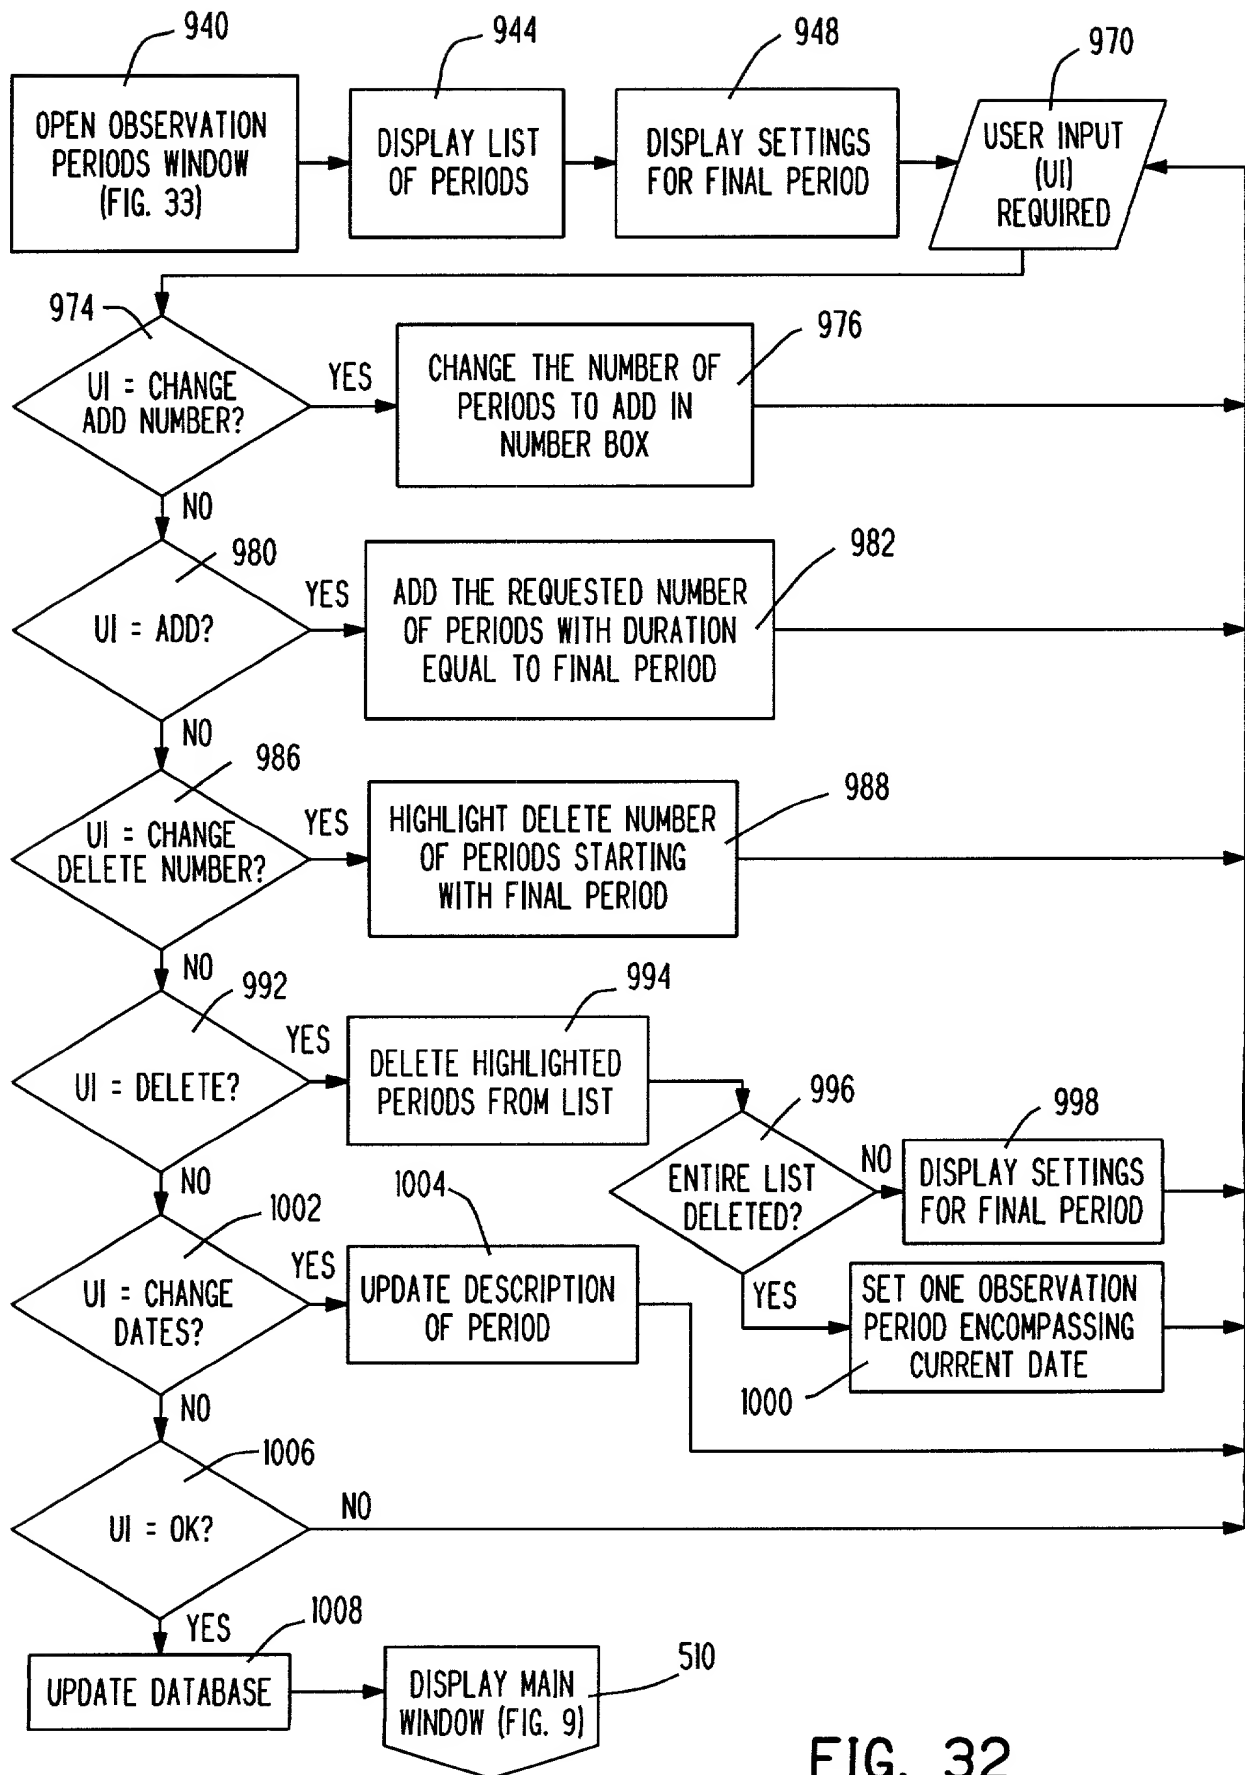 940
944
948
970
OPEN OBSERVATION
PERIODS WINDOW
(FIG. 33)
DISPLAY LIST
OF PERIODS
DISPLAY SETTINGS
FOR FINAL PERIOD
USER INPUT
(UI)
REQUIRED
974
976
UI = CHANGE
ADD NUMBER?
YES
CHANGE THE NUMBER OF
PERIODS TO ADD IN
NUMBER BOX
NO
980
982
UI = ADD?
YES
ADD THE REQUESTED NUMBER
OF PERIODS WITH DURATION
EQUAL TO FINAL PERIOD
NO
986
988
UI = CHANGE
DELETE NUMBER?
YES
HIGHLIGHT DELETE NUMBER
OF PERIODS STARTING
WITH FINAL PERIOD
NO
992
994
UI = DELETE?
YES
DELETE HIGHLIGHTED
PERIODS FROM LIST
996
998
ENTIRE LIST
DELETED?
NO
DISPLAY SETTINGS
FOR FINAL PERIOD
YES
SET ONE OBSERVATION
PERIOD ENCOMPASSING
CURRENT DATE
1000
NO
1002
1004
UI = CHANGE
DATES?
YES
UPDATE DESCRIPTION
OF PERIOD
NO
1006
UI = OK?
NO
YES
1008
UPDATE DATABASE
510
DISPLAY MAIN
WINDOW (FIG. 9)
FIG. 32